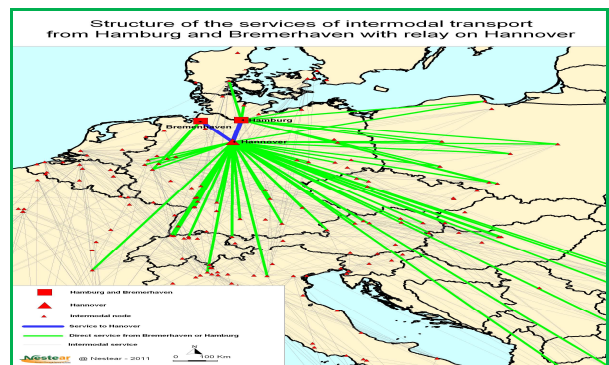 Structure of the services of intermodal transport
from Hamburg and Bremerhaven with relay on Hannover
Hamburg
Bremerhaven
Hannover
Hamburg and Bremerhaven
Hannover
Intermodal node
Service to Hanover
Direct service from Bremerhaven or Hamburg
Intermodal service
Nestear @ Nestear - 2011
N
0 100 Km